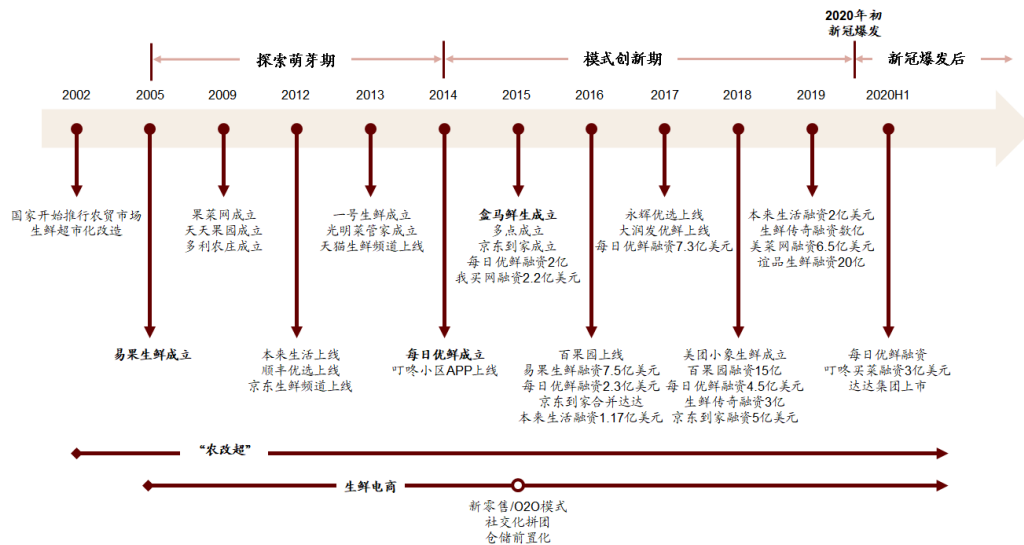 2020年初
新冠爆发
探索萌芽期
模式创新期
新冠爆发后
2002
2005
2009
2012
2013
2014
2015
2016
2017
2018
2019
2020H1
国家开始推行农贸市场
生鲜超市化改造
果菜网成立
天天果园成立
多利农庄成立
一号生鲜成立
光明菜管家成立
天猫生鲜频道上线
盒马鲜生成立
多点成立
京东到家成立
每日优鲜融资2亿
我买网融资2.2亿美元
永辉优选上线
大润发优鲜上线
每日优鲜融资7.3亿美元
本来生活融资2亿美元
生鲜传奇融资数亿
美菜网融资6.5亿美元
谊品生鲜融资20亿
易果生鲜成立
本来生活上线
顺丰优选上线
京东生鲜频道上线
每日优鲜成立
叮咚小区APP上线
百果园上线
易果生鲜融资7.5亿美元
每日优鲜融资2.3亿美元
京东到家合并达达
本来生活融资1.17亿美元
美团小象生鲜成立
百果园融资15亿
每日优鲜融资4.5亿美元
生鲜传奇融资3亿
京东到家融资5亿美元
每日优鲜融资
叮咚买菜融资3亿美元
达达集团上市
“农改超”
生鲜电商
新零售/O2O模式
社交化拼团
仓储前置化